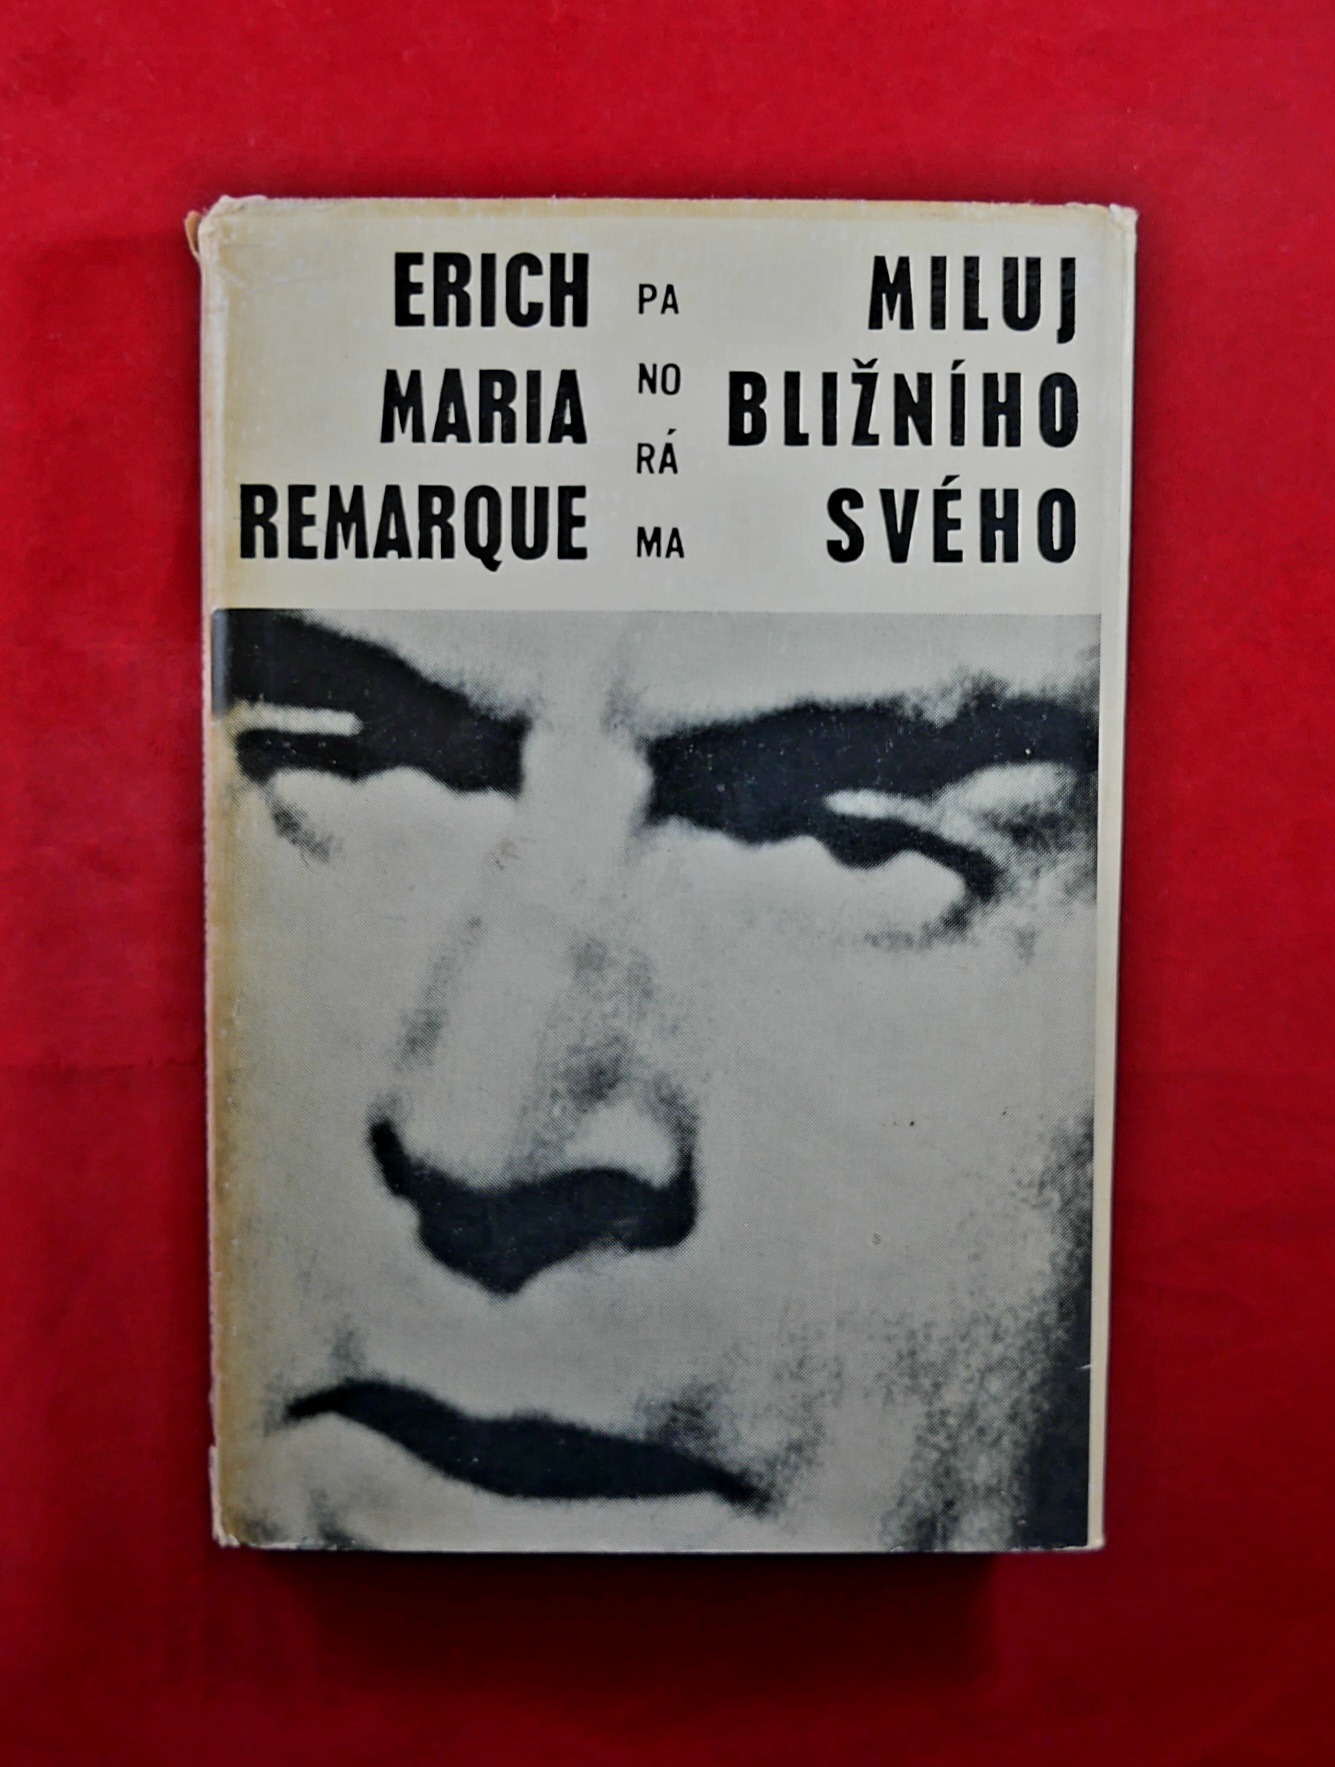 ERICH
MARIA
REMARQUE
PA
NO
RÁ
MA
MILUJ
BLIŽNÍHO
SVÉHO